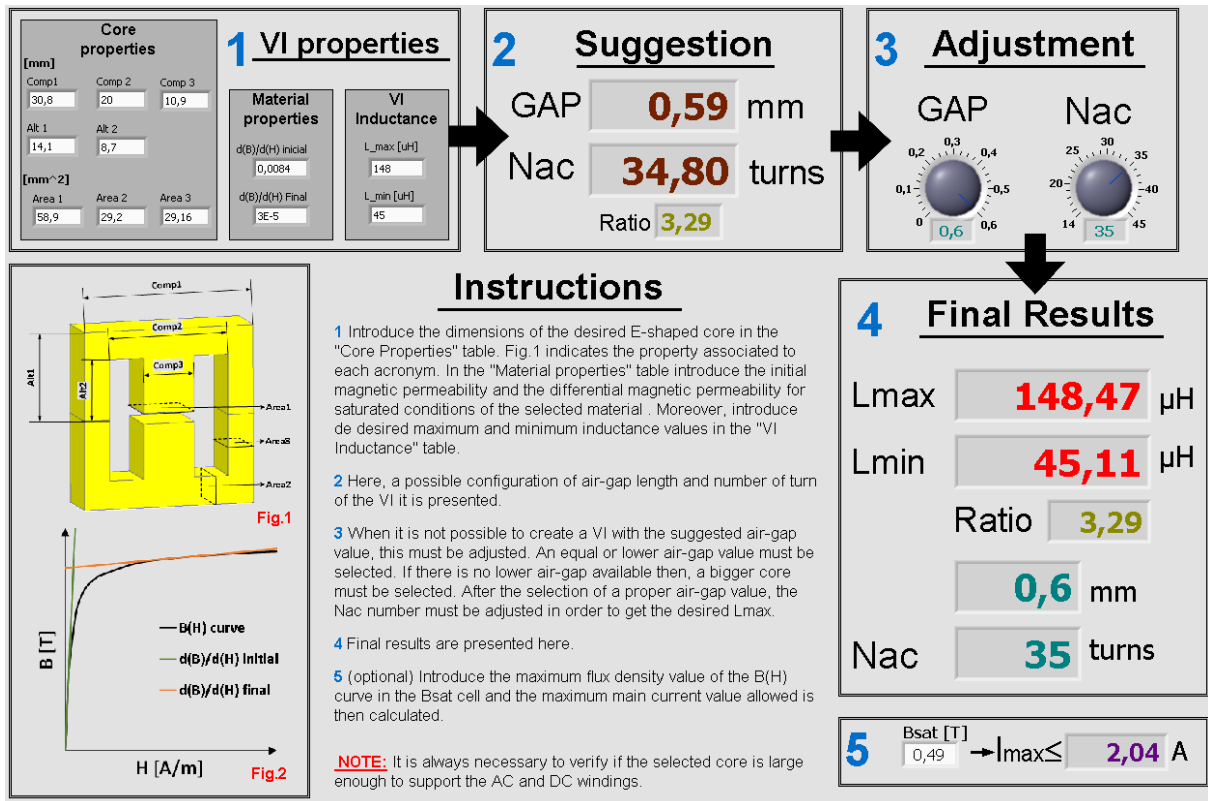 Core
properties
[mm]
Comp1 Comp 2 Comp 3
30,8 20 10,9
Alt 1 Alt 2
14,1 8,7
[mm^2]
Area 1 Area 2 Area 3
58,9 29,2 29,16
1 VI properties
Material
properties
d(B)/d(H) inicial
0,0084
d(B)/d(H) Final
3E-5
VI
Inductance
L_max [uH]
148
L_min [uH]
45
2 Suggestion
GAP 0,59 mm
Nac 34,80 turns
Ratio 3,29
3 Adjustment
GAP Nac
0 0,1 0,2 0,3 0,4 0,5 0,6
0,6
14 20 25 30 35 40 45
35
Comp1
Comp2
Comp3
Alt1
Alt2
Area1
Area3
Area2
Fig.1
B [T]
B(H) curve
d(B)/d(H) initial
d(B)/d(H) final
H [A/m]
Fig.2
Instructions
1 Introduce the dimensions of the desired E-shaped core in the
"Core Properties" table. Fig.1 indicates the property associated to
each acronym. In the "Material properties" table introduce the initial
magnetic permeability and the differential magnetic permeability for
saturated conditions of the selected material . Moreover, introduce
de desired maximum and minimum inductance values in the "VI
Inductance" table.
2 Here, a possible configuration of air-gap length and number of turn
of the VI it is presented.
3 When it is not possible to create a VI with the suggested air-gap
value, this must be adjusted. An equal or lower air-gap value must be
selected. If there is no lower air-gap available then, a bigger core
must be selected. After the selection of a proper air-gap value, the
Nac number must be adjusted in order to get the desired Lmax.
4 Final results are presented here.
5 (optional) Introduce the maximum flux density value of the B(H)
curve in the Bsat cell and the maximum main current value allowed is
then calculated.
NOTE: It is always necessary to verify if the selected core is large
enough to support the AC and DC windings.
4 Final Results
Lmax 148,47 µH
Lmin 45,11 µH
Ratio 3,29
0,6 mm
Nac 35 turns
5
Bsat [T]
0,49
Imax≤ 2,04 A